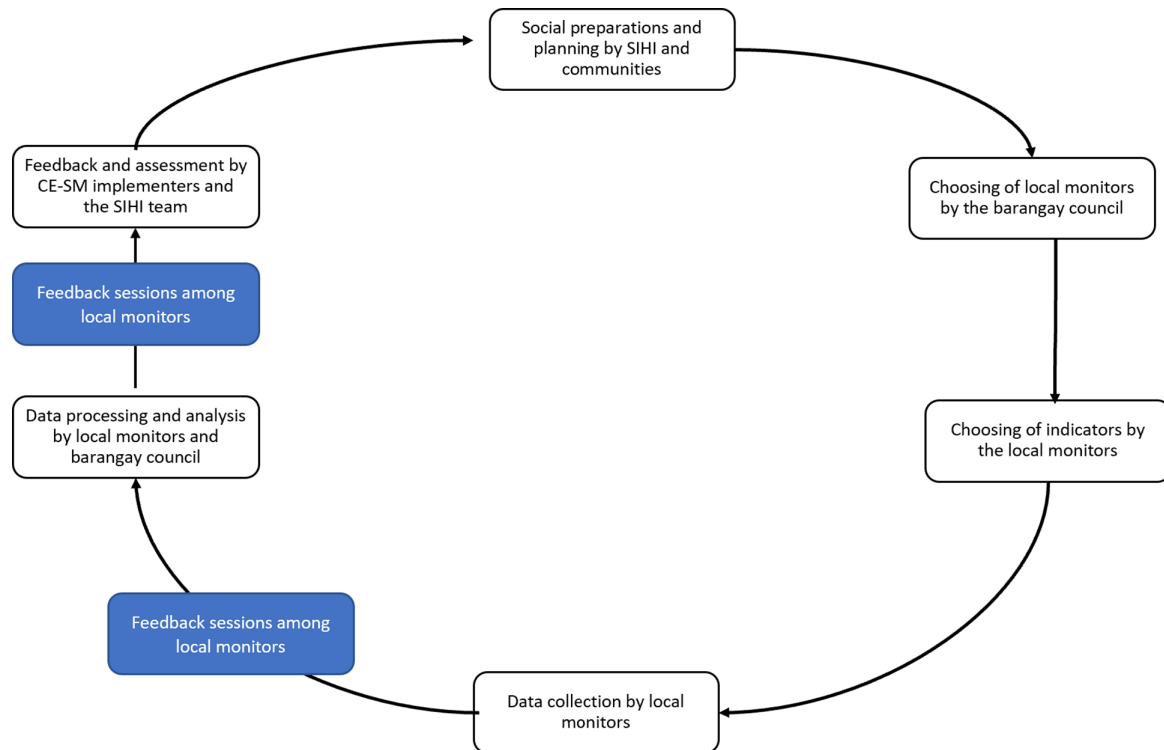 Social preparations and
planning by SIHI and
communities
Choosing of local monitors
by the barangay council
Choosing of indicators by
the local monitors
Data collection by local
monitors
Feedback sessions among
local monitors
Data processing and analysis
by local monitors and
barangay council
Feedback sessions among
local monitors
Feedback and assessment by
CE-SM implementers and
the SIHI team